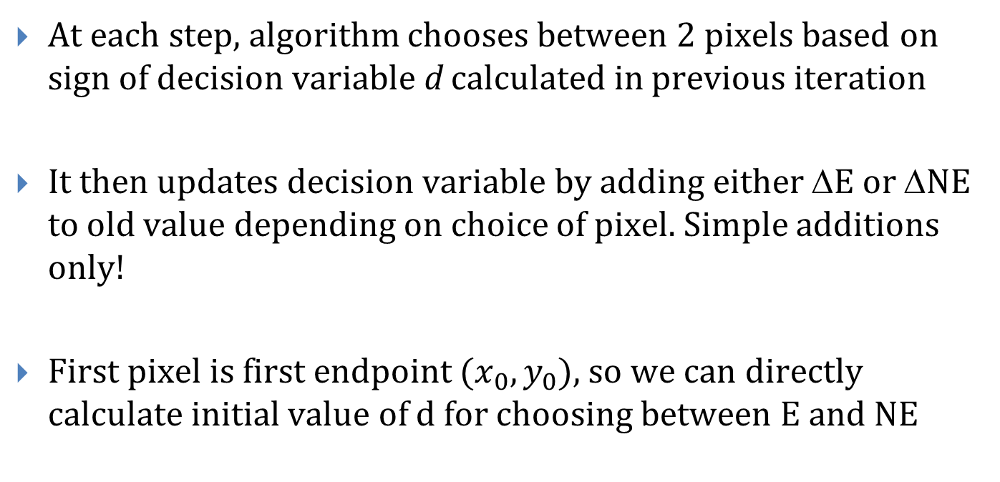 At each step, algorithm chooses between 2 pixels based on
sign of decision variable d calculated in previous iteration
It then updates decision variable by adding either ΔE or ΔNE
to old value depending on choice of pixel. Simple additions
only!
First pixel is first endpoint (x₀, y₀), so we can directly
calculate initial value of d for choosing between E and NE